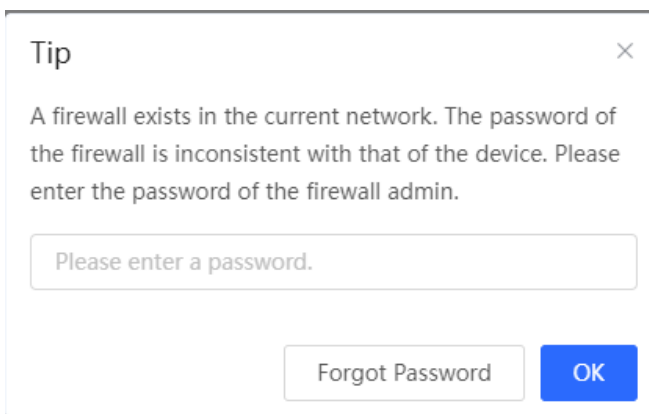 Tip
A firewall exists in the current network. The password of
the firewall is inconsistent with that of the device. Please
enter the password of the firewall admin.
Please enter a password.
Forgot Password
OK